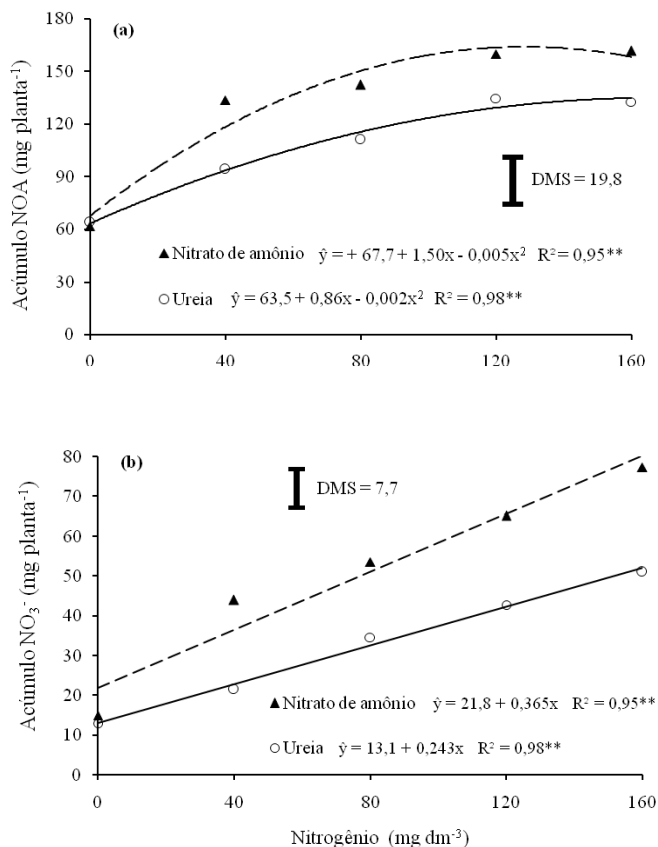 (a)
Acúmulo NOA (mg planta⁻¹)
180
150
120
90
60
30
0
DMS = 19,8
Nitrato de amônio ŷ = + 67,7 + 1,50x - 0,005x² R² = 0,95**
Ureia ŷ = 63,5 + 0,86x - 0,002x² R² = 0,98**
0 40 80 120 160
(b)
Acúmulo NO₃⁻ (mg planta⁻¹)
80
70
60
50
40
30
20
10
0
DMS = 7,7
Nitrato de amônio ŷ = 21,8 + 0,365x R² = 0,95**
Ureia ŷ = 13,1 + 0,243x R² = 0,98**
0 40 80 120 160
Nitrogênio (mg dm⁻³)